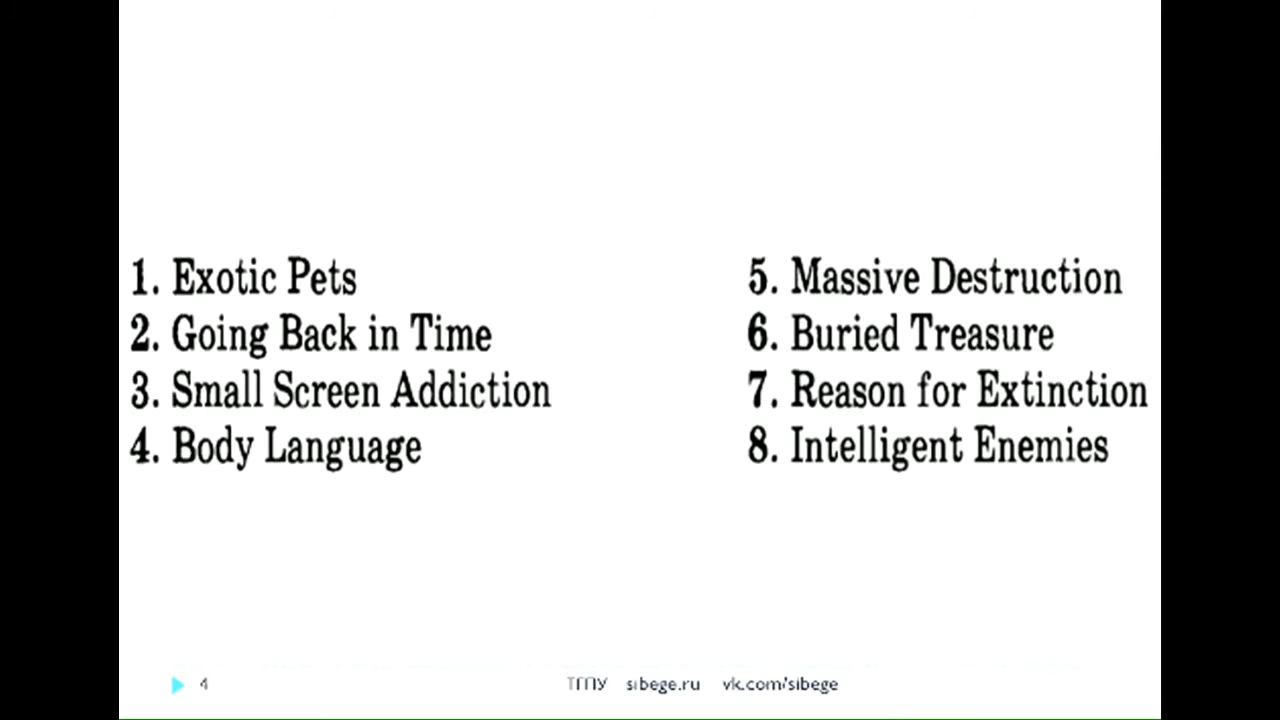 1. Exotic Pets
2. Going Back in Time
3. Small Screen Addiction
4. Body Language
5. Massive Destruction
6. Buried Treasure
7. Reason for Extinction
8. Intelligent Enemies
4 ТГПУ sibege.ru vk.com/sibege